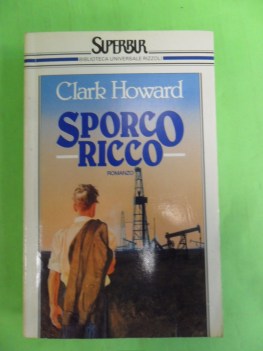 SUPERBUR
BIBLIOTECA UNIVERSALE RIZZOLI
Clark Howard
SPORCO
RICCO
ROMANZO